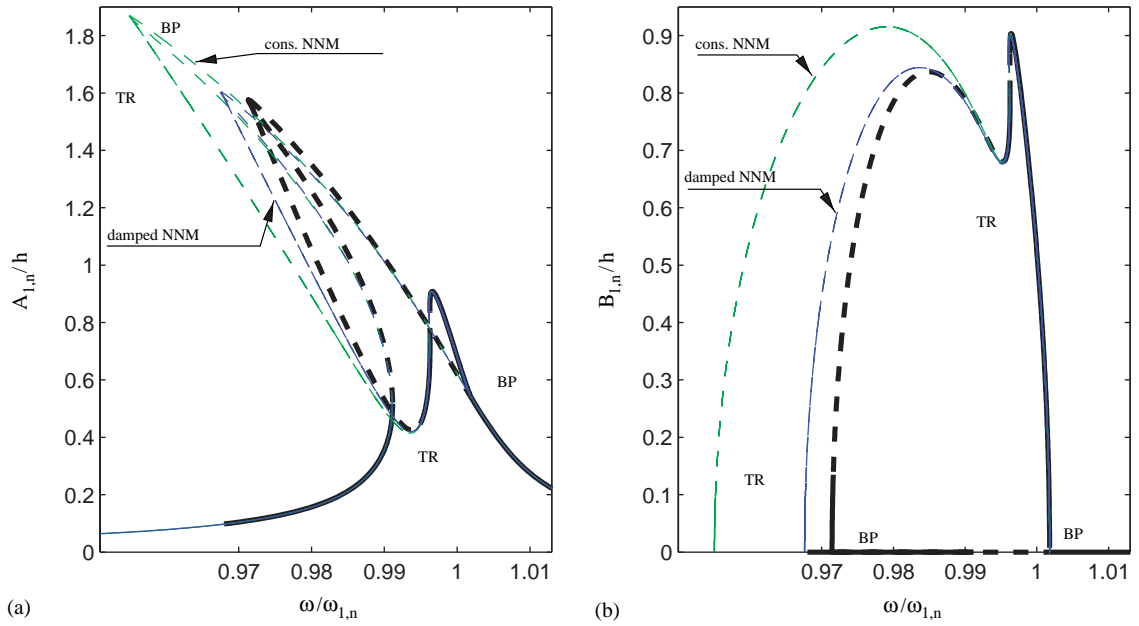 1.8
1.6
1.4
1.2
1
0.8
0.6
0.4
0.2
0
A1,n/h
BP
cons. NNM
TR
damped NNM
BP
TR
0.97
0.98
0.99
1
1.01
ω/ω1,n
(a)
0.9
0.8
0.7
0.6
0.5
0.4
0.3
0.2
0.1
0
B1,n/h
cons. NNM
damped NNM
TR
TR
BP
BP
0.97
0.98
0.99
1
1.01
ω/ω1,n
(b)